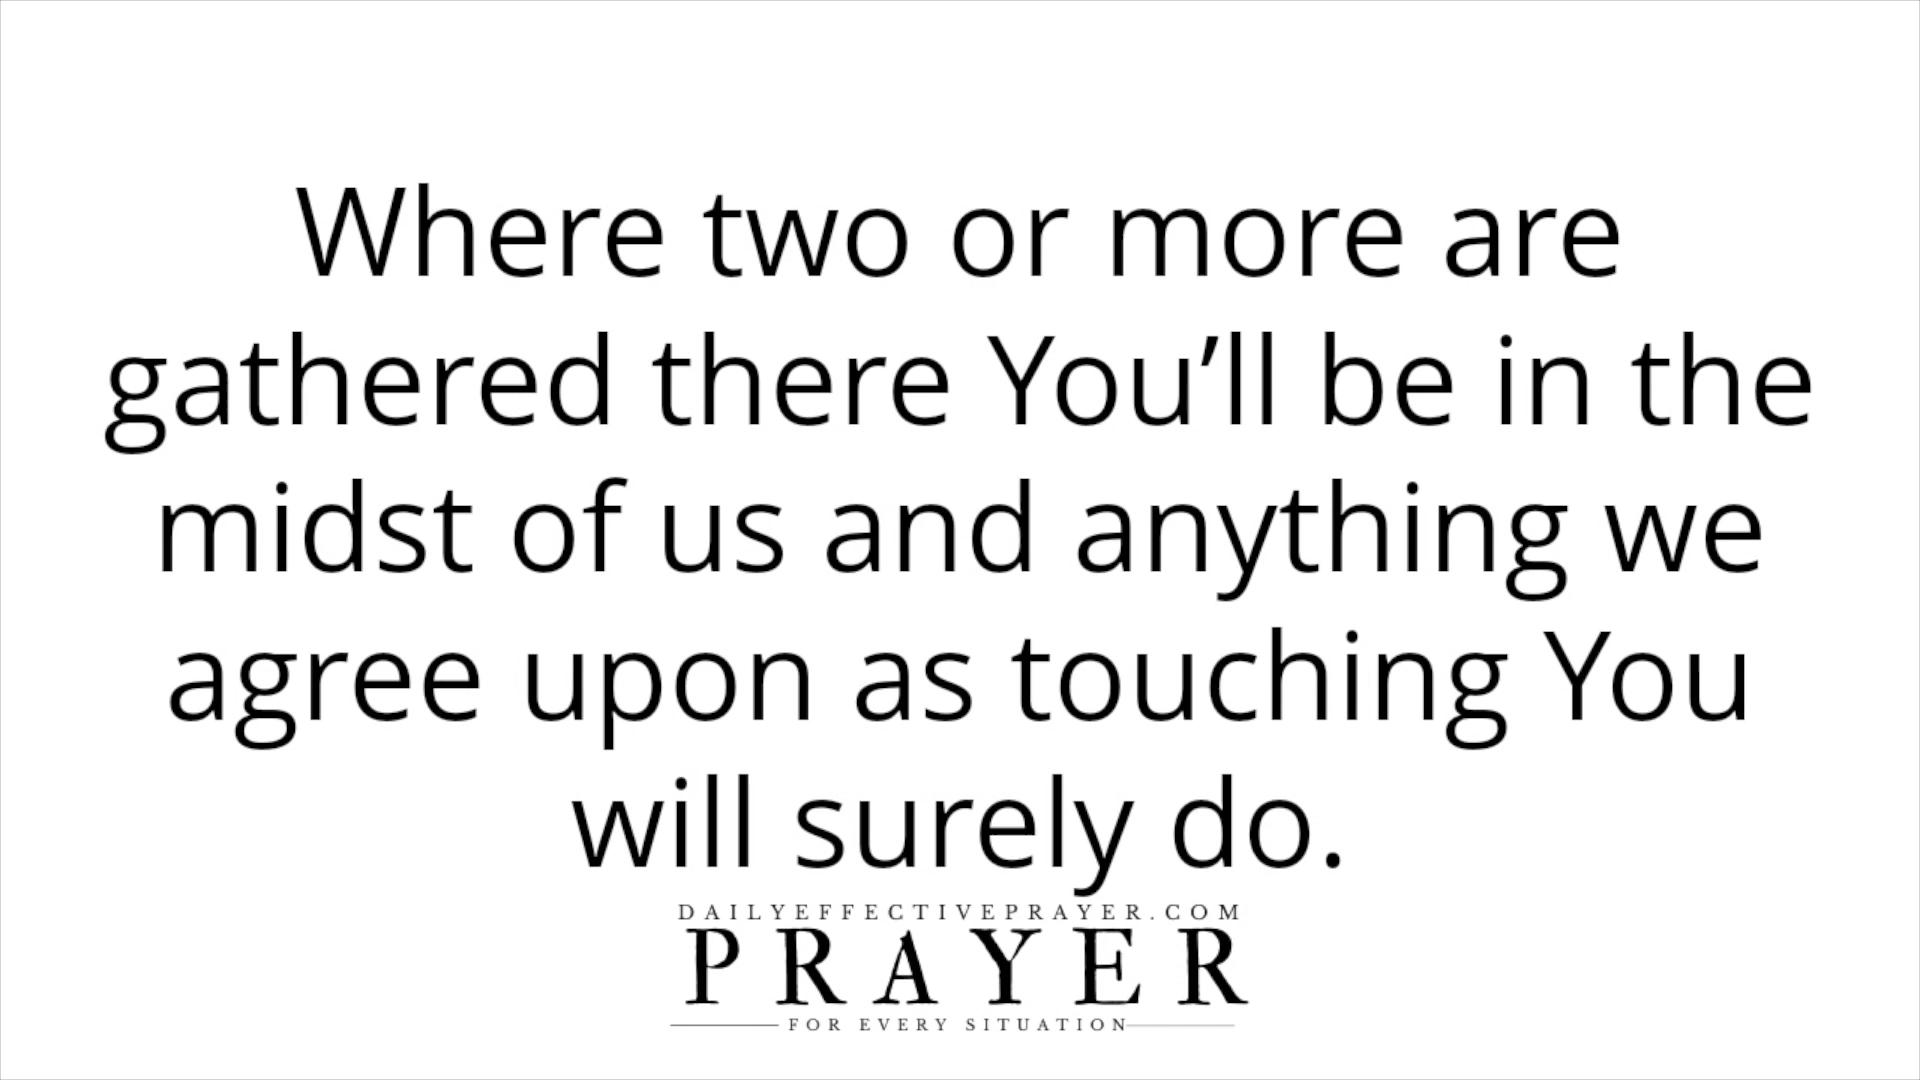 Where two or more are
gathered there You’ll be in the
midst of us and anything we
agree upon as touching You
will surely do.
DAILYEFFECTIVEPRAYER.COM
PRAYER
FOR EVERY SITUATION